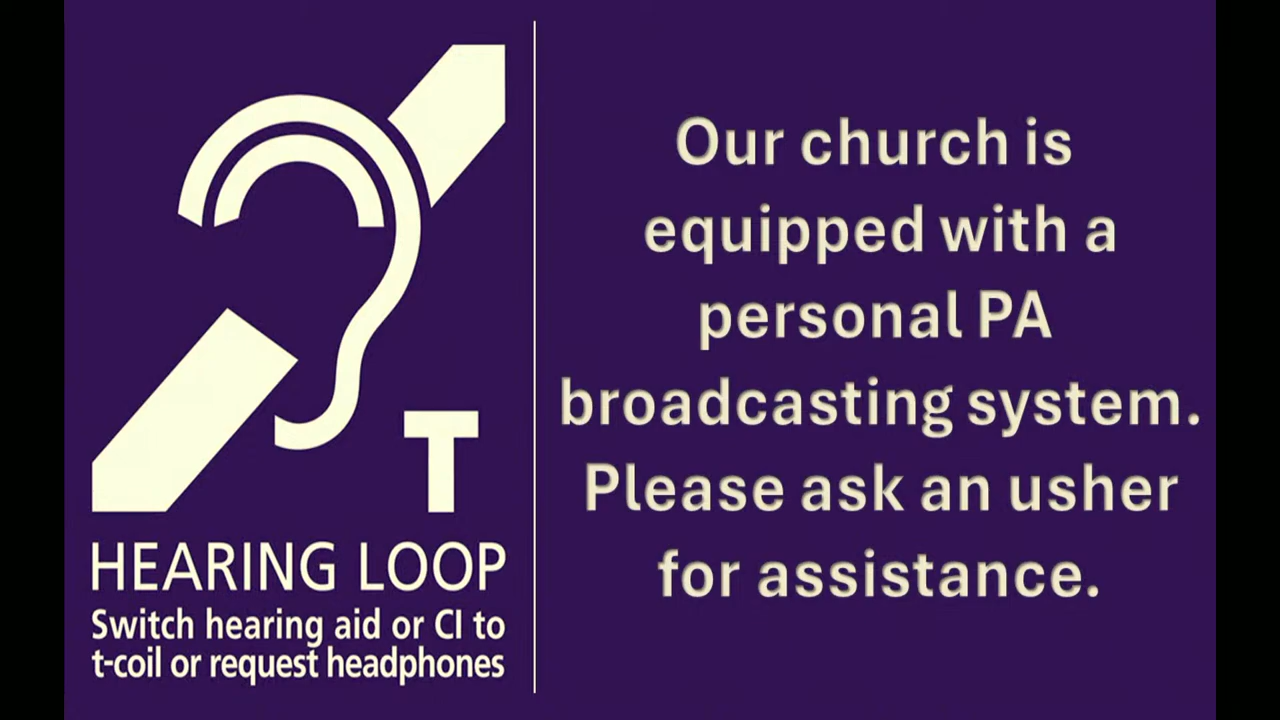 T
HEARING LOOP
Switch hearing aid or CI to
t-coil or request headphones
Our church is
equipped with a
personal PA
broadcasting system.
Please ask an usher
for assistance.